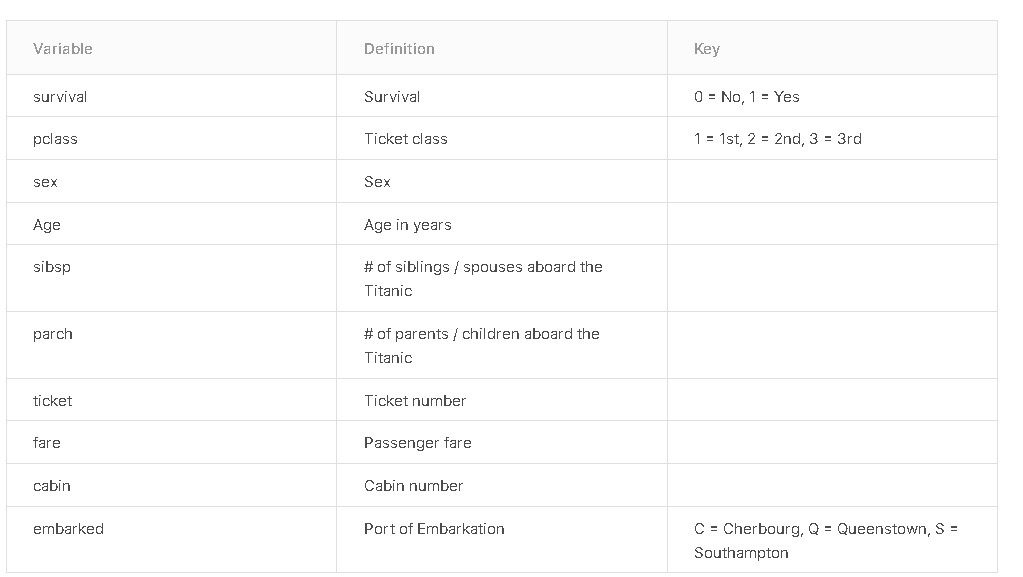 Variable Definition Key
survival Survival 0 = No, 1 = Yes
pclass Ticket class 1 = 1st, 2 = 2nd, 3 = 3rd
sex Sex
Age Age in years
sibsp # of siblings / spouses aboard the
Titanic
parch # of parents / children aboard the
Titanic
ticket Ticket number
fare Passenger fare
cabin Cabin number
embarked Port of Embarkation C = Cherbourg, Q = Queenstown, S =
Southampton